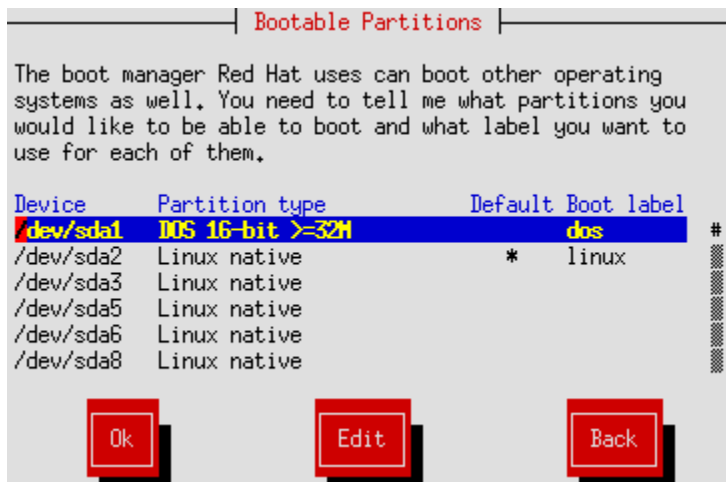 Bootable Partitions
The boot manager Red Hat uses can boot other operating
systems as well. You need to tell me what partitions you
would like to be able to boot and what label you want to
use for each of them.
Device Partition type Default Boot label
/dev/sda1 DOS 16-bit >=32M dos #
/dev/sda2 Linux native * linux
/dev/sda3 Linux native
/dev/sda5 Linux native
/dev/sda6 Linux native
/dev/sda8 Linux native
Ok Edit Back